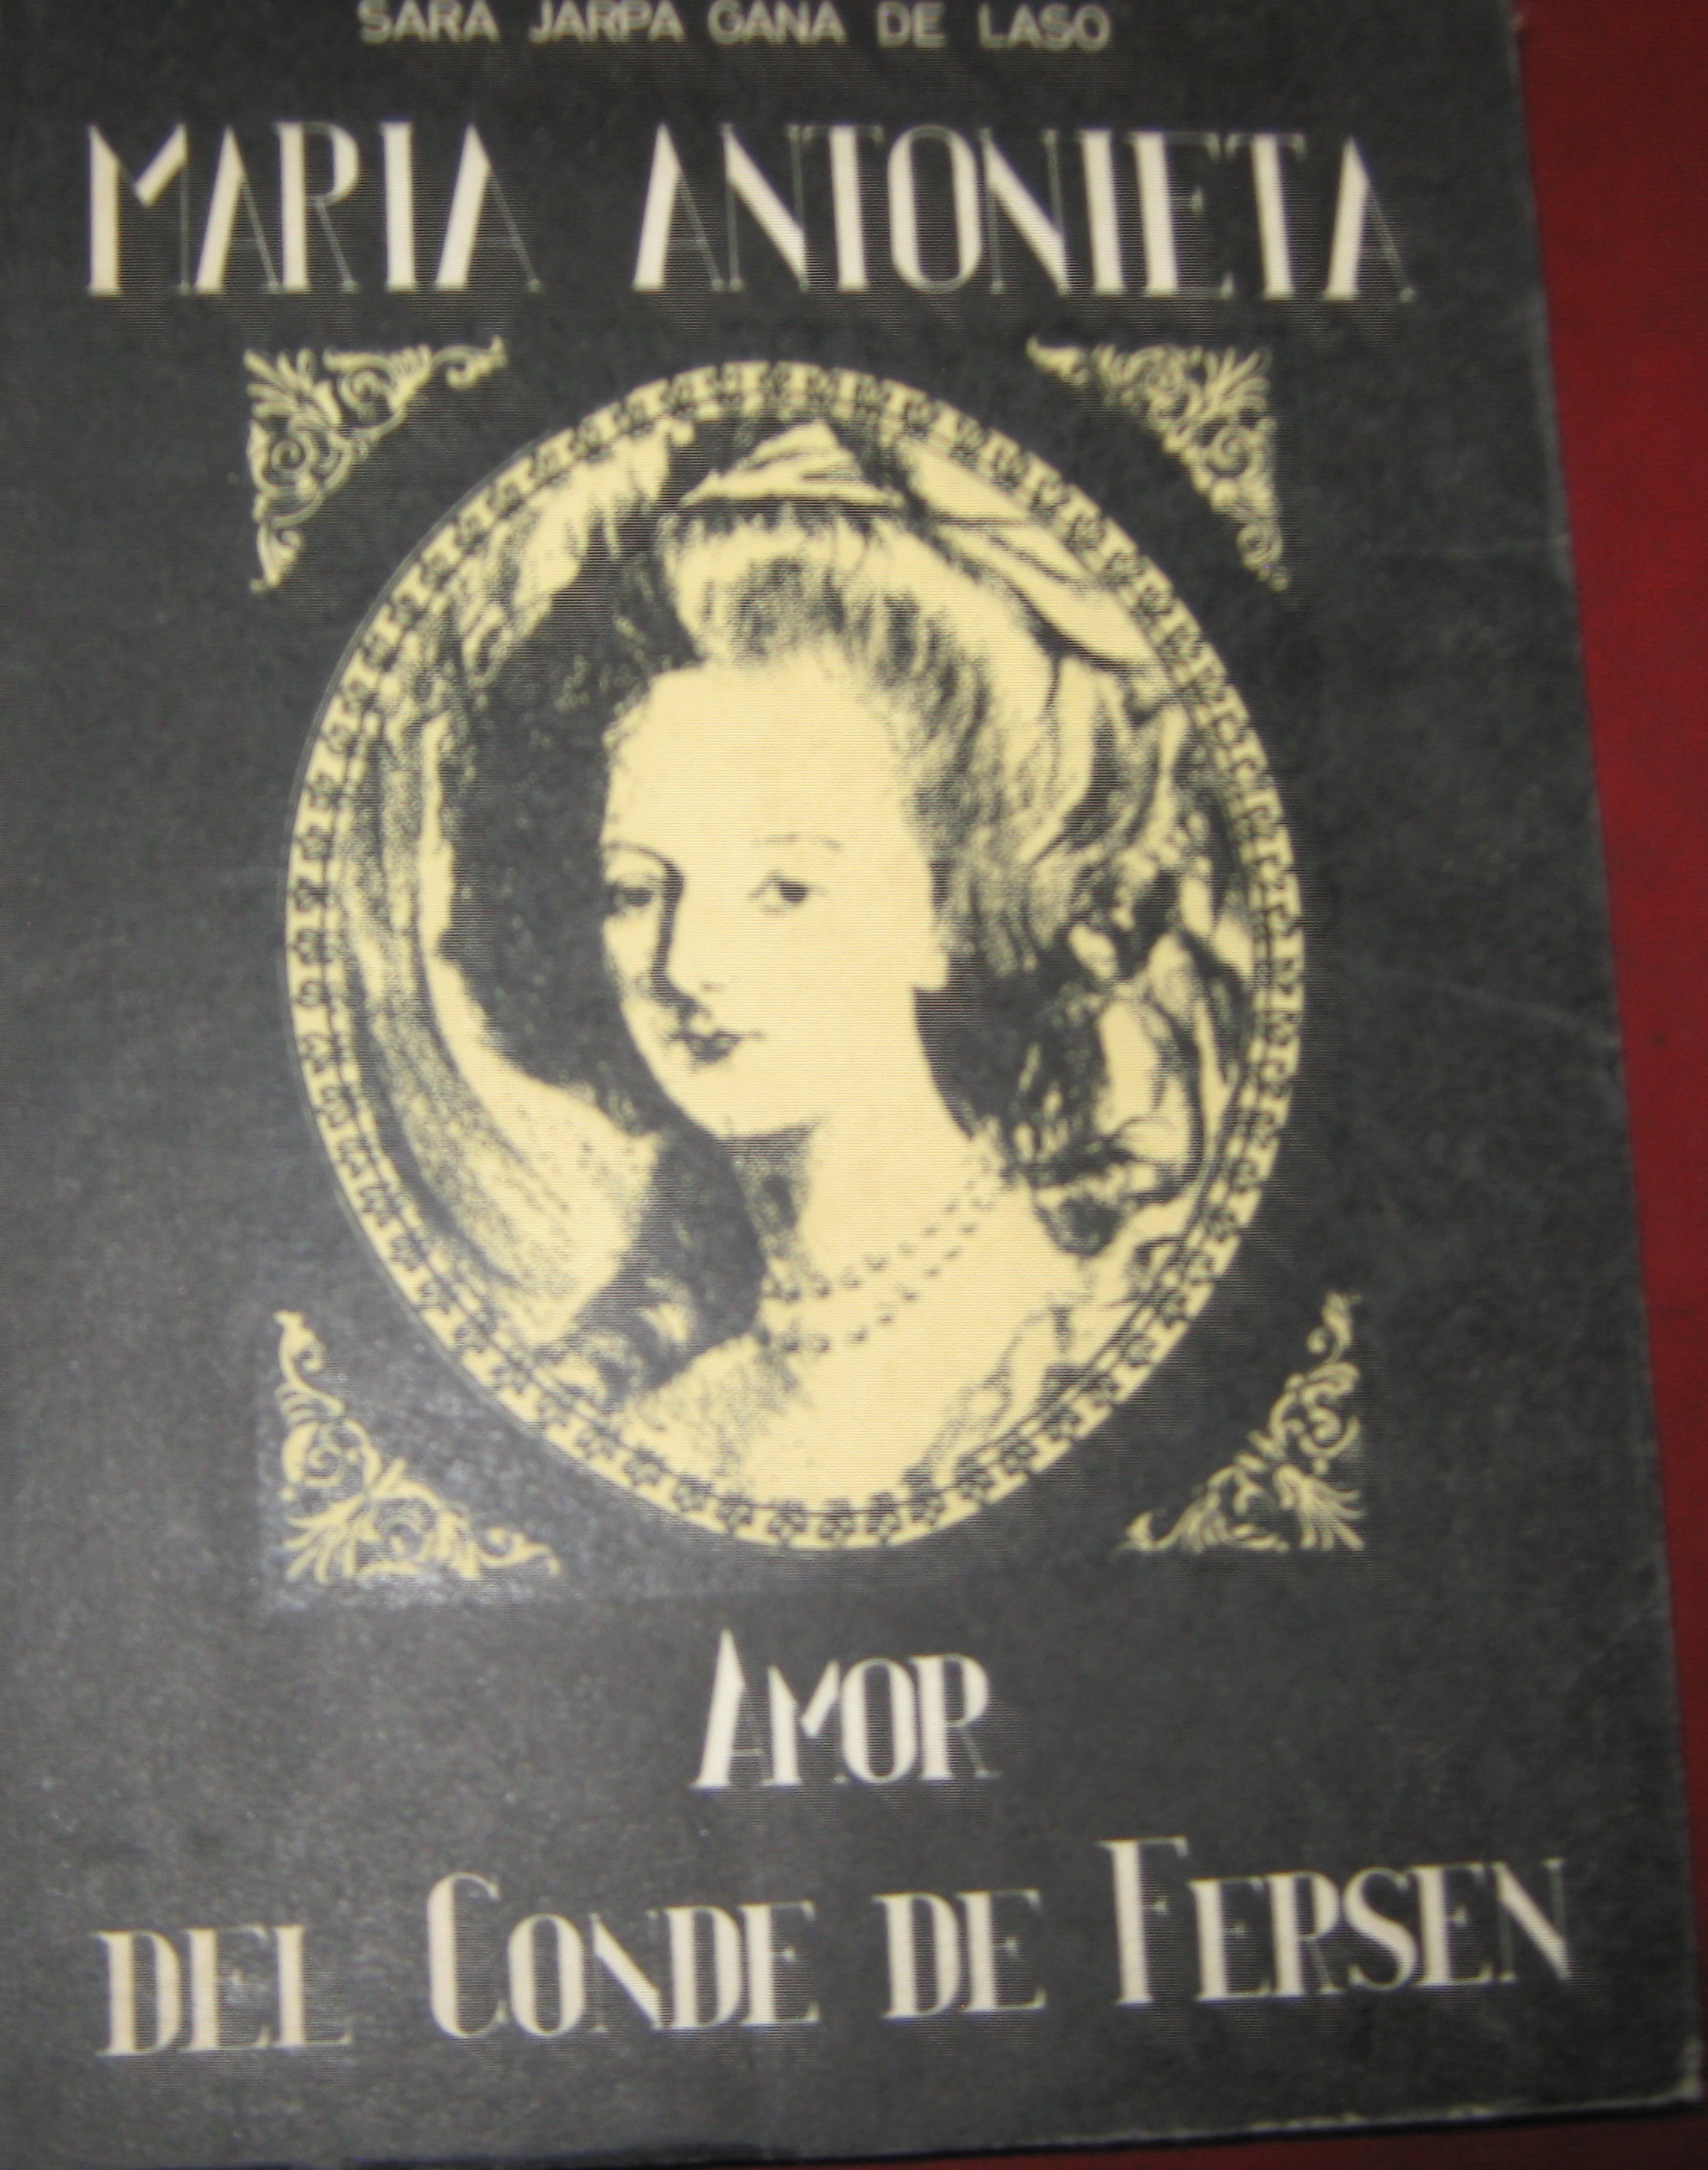 SARA JARPA GANA DE LASO
MARIA ANTONIETA
AMOR
DEL CONDE DE FERSEN